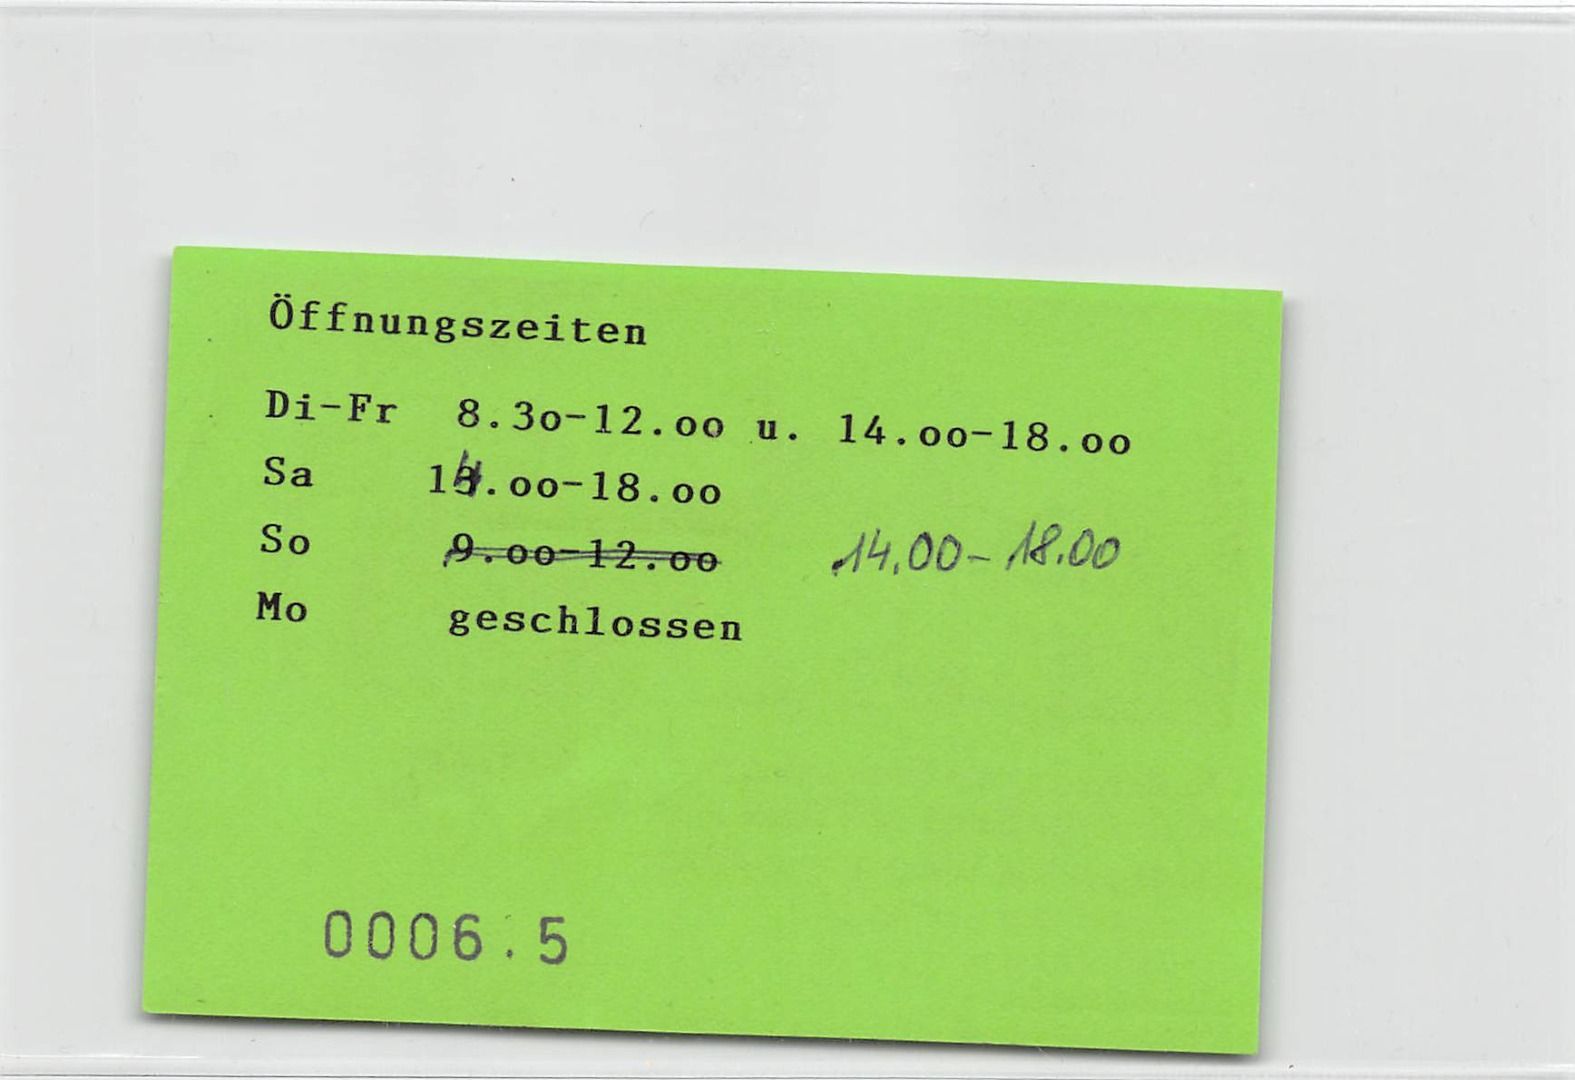 Öffnungszeiten
Di-Fr 8.3o-12.oo u. 14.oo-18.oo
Sa 14.oo-18.oo
So 9.oo-12.oo 14.00-18.00
Mo geschlossen
0006.5